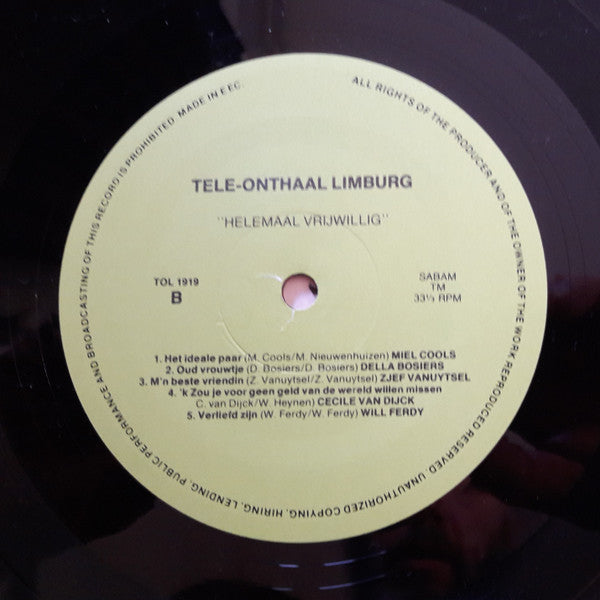 ALL RIGHTS OF THE PRODUCER AND OF THE OWNER OF THE WORK REPRODUCED RESERVED. UNAUTHORIZED COPYING, HIRING, LENDING, PUBLIC PERFORMANCE AND BROADCASTING OF THIS RECORD IS PROHIBITED. MADE IN EEC.
TELE-ONTHAAL LIMBURG
"HELEMAAL VRIJWILLIG"
TOL 1919
B
SABAM
TM
33⅓ RPM
1. Het ideale paar (M. Cools/M. Nieuwenhuizen) MIEL COOLS
2. Oud vrouwtje (D. Bosiers/D. Bosiers) DELLA BOSIERS
3. M'n beste vriendin (Z. Vanuytsel/Z. Vanuytsel) ZJEF VANUYTSEL
4. 'k Zou je voor geen geld van de wereld willen missen
C. van Dijck/W. Heynen) CECILE VAN DIJCK
5. Verliefd zijn (W. Ferdy/W. Ferdy) WILL FERDY